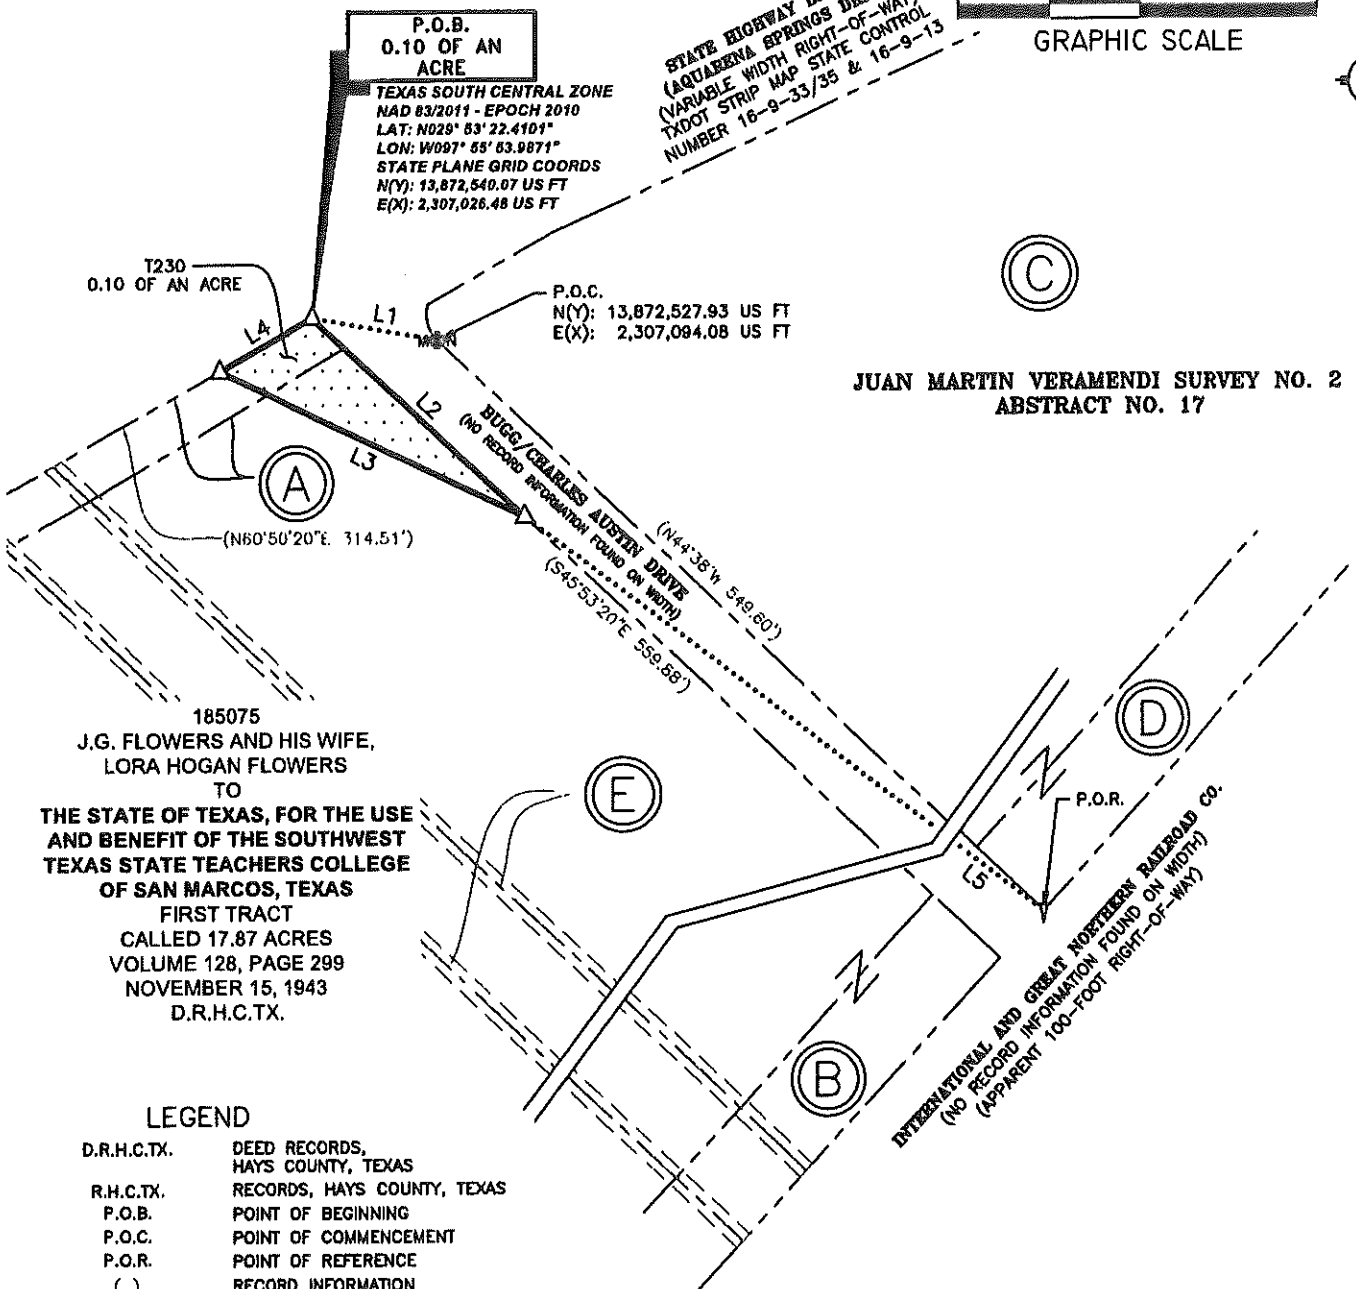 P.O.B.
0.10 OF AN
ACRE
TEXAS SOUTH CENTRAL ZONE
NAD 83/2011 - EPOCH 2010
LAT: N029° 53' 22.4101"
LON: W097° 55' 53.9871"
STATE PLANE GRID COORDS
N(Y): 13,872,540.07 US FT
E(X): 2,307,026.48 US FT
STATE HIGHWAY
(AQUARENA SPRINGS
(VARIABLE WIDTH RIGHT-OF-WAY)
TXDOT STRIP MAP STATE CONTROL
NUMBER 16-9-33/35 & 16-9-13
GRAPHIC SCALE
T230
0.10 OF AN ACRE
L4
L1
P.O.C.
N(Y): 13,872,527.93 US FT
E(X): 2,307,094.08 US FT
C
JUAN MARTIN VERAMENDI SURVEY NO. 2
ABSTRACT NO. 17
L2
L3
A
(N60°50'20"E. 314.51')
BUGG/CHARLES AUSTIN DRIVE
(NO RECORD INFORMATION FOUND ON WIDTH)
(N44°38'W 549.60')
(S45°53'20"E 559.68')
D
P.O.R.
L5
INTERNATIONAL AND GREAT NORTHERN RAILROAD CO.
(NO RECORD INFORMATION FOUND ON WIDTH)
(APPARENT 100-FOOT RIGHT-OF-WAY)
185075
J.G. FLOWERS AND HIS WIFE,
LORA HOGAN FLOWERS
TO
THE STATE OF TEXAS, FOR THE USE
AND BENEFIT OF THE SOUTHWEST
TEXAS STATE TEACHERS COLLEGE
OF SAN MARCOS, TEXAS
FIRST TRACT
CALLED 17.87 ACRES
VOLUME 128, PAGE 299
NOVEMBER 15, 1943
D.R.H.C.TX.
E
B
LEGEND
D.R.H.C.TX. DEED RECORDS,
HAYS COUNTY, TEXAS
R.H.C.TX. RECORDS, HAYS COUNTY, TEXAS
P.O.B. POINT OF BEGINNING
P.O.C. POINT OF COMMENCEMENT
P.O.R. POINT OF REFERENCE
( ) RECORD INFORMATION